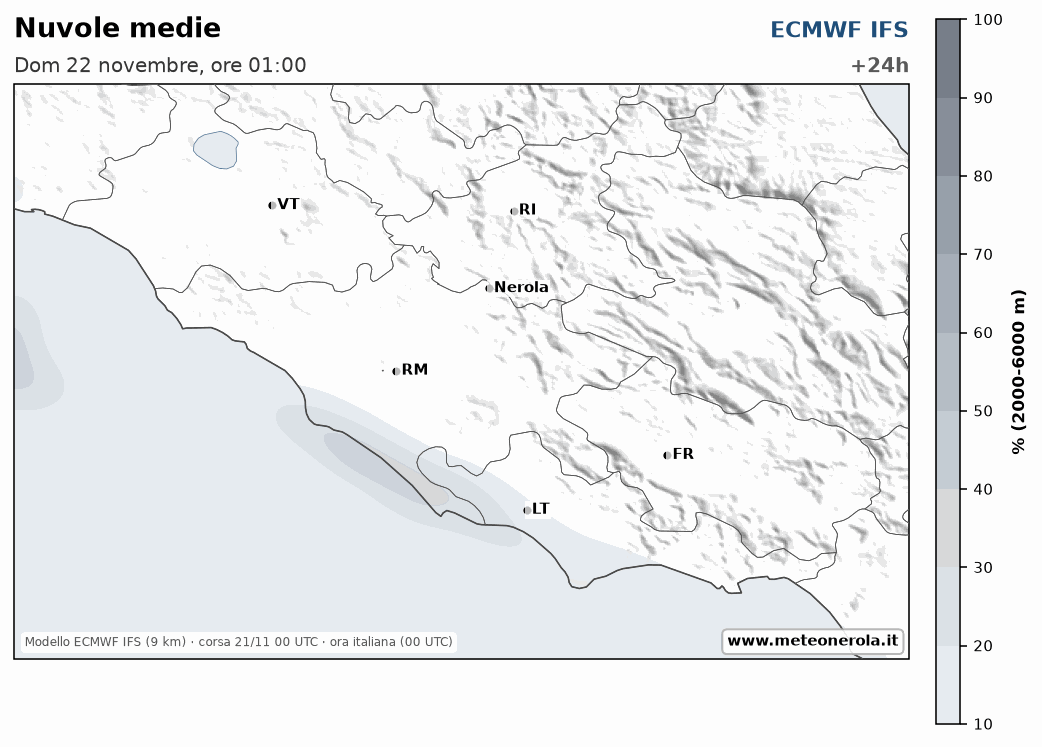 Nuvole medie
ECMWF IFS
Dom 22 novembre, ore 01:00
+24h
100
90
80
70
60
50
40
30
20
10
% (2000-6000 m)
VT
RI
Nerola
RM
FR
LT
Modello ECMWF IFS (9 km) · corsa 21/11 00 UTC · ora italiana (00 UTC)
www.meteonerola.it